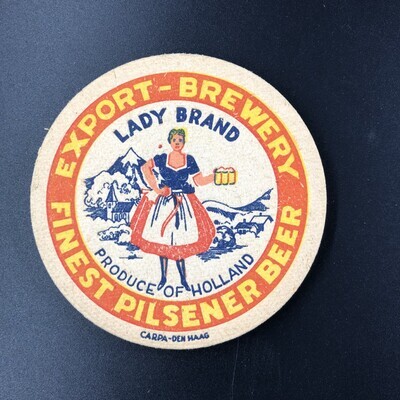 EXPORT-BREWERY
LADY BRAND
PRODUCE OF HOLLAND
FINEST PILSENER BEER
CARPA-DEN HAAG